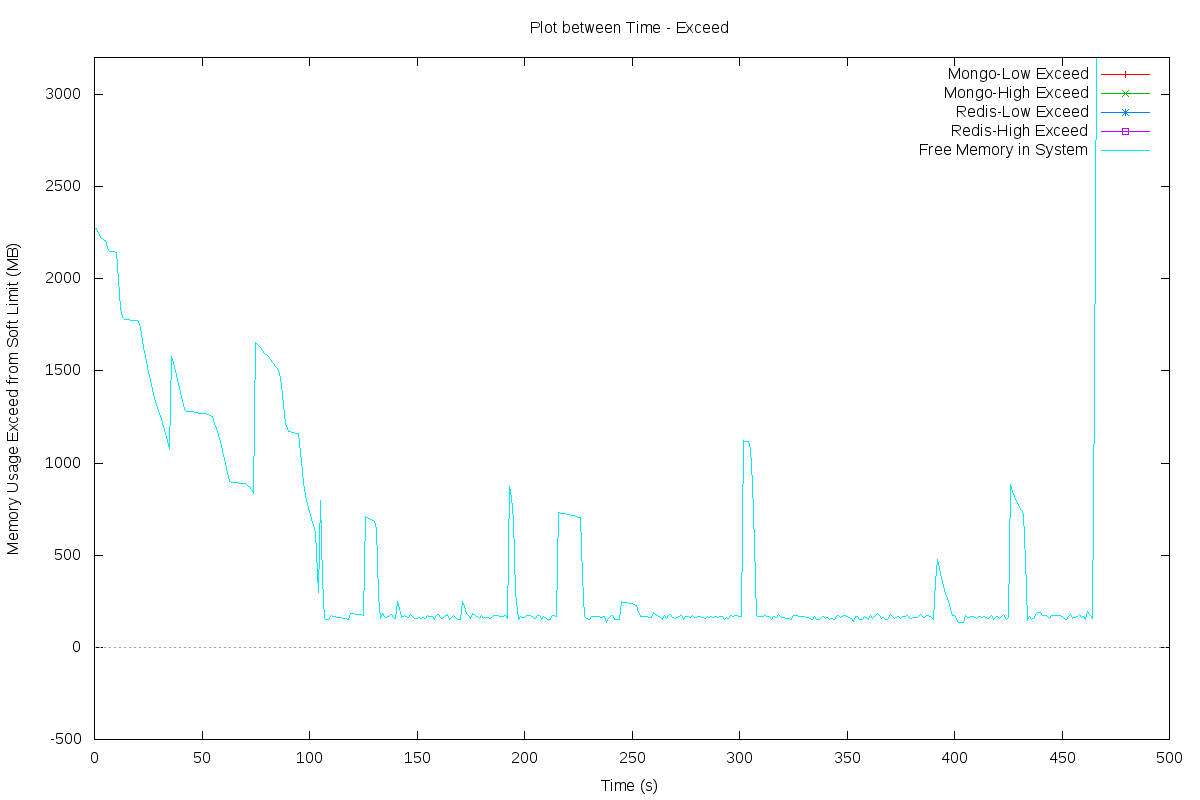 Plot between Time - Exceed
Mongo-Low Exceed
Mongo-High Exceed
Redis-Low Exceed
Redis-High Exceed
Free Memory in System
Memory Usage Exceed from Soft Limit (MB)
3000
2500
2000
1500
1000
500
0
-500
0 50 100 150 200 250 300 350 400 450 500
Time (s)